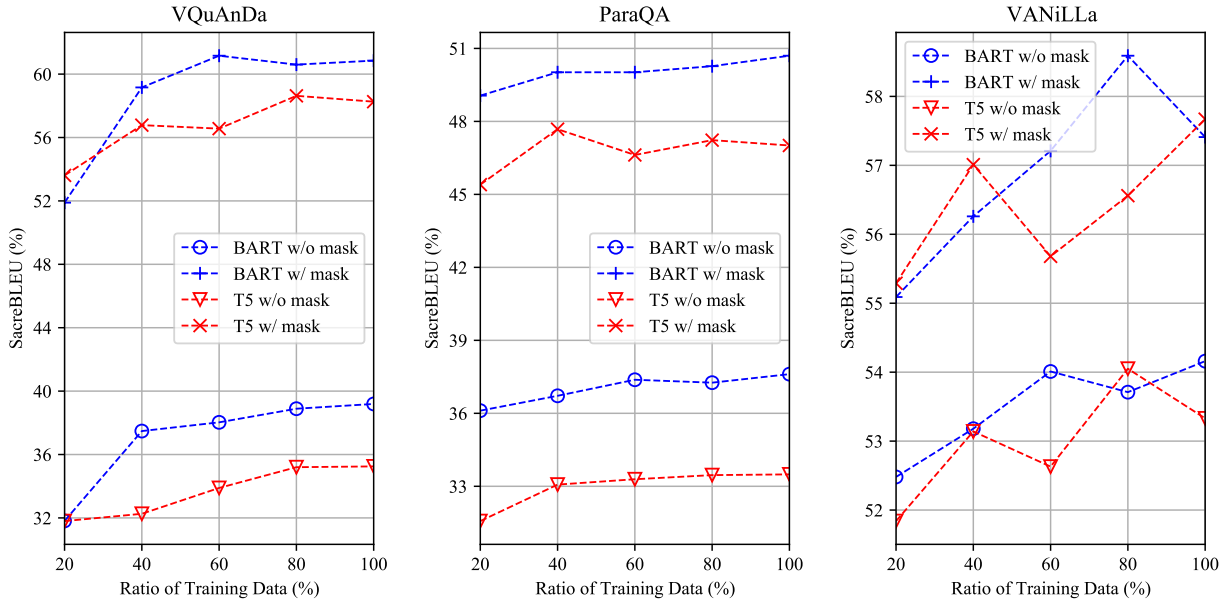 VQuAnDa
SacreBLEU (%)
60
56
52
48
44
40
36
32
BART w/o mask
BART w/ mask
T5 w/o mask
T5 w/ mask
20 40 60 80 100
Ratio of Training Data (%)
ParaQA
SacreBLEU (%)
51
48
45
42
39
36
33
BART w/o mask
BART w/ mask
T5 w/o mask
T5 w/ mask
20 40 60 80 100
Ratio of Training Data (%)
VANiLLa
SacreBLEU (%)
58
57
56
55
54
53
52
BART w/o mask
BART w/ mask
T5 w/o mask
T5 w/ mask
20 40 60 80 100
Ratio of Training Data (%)